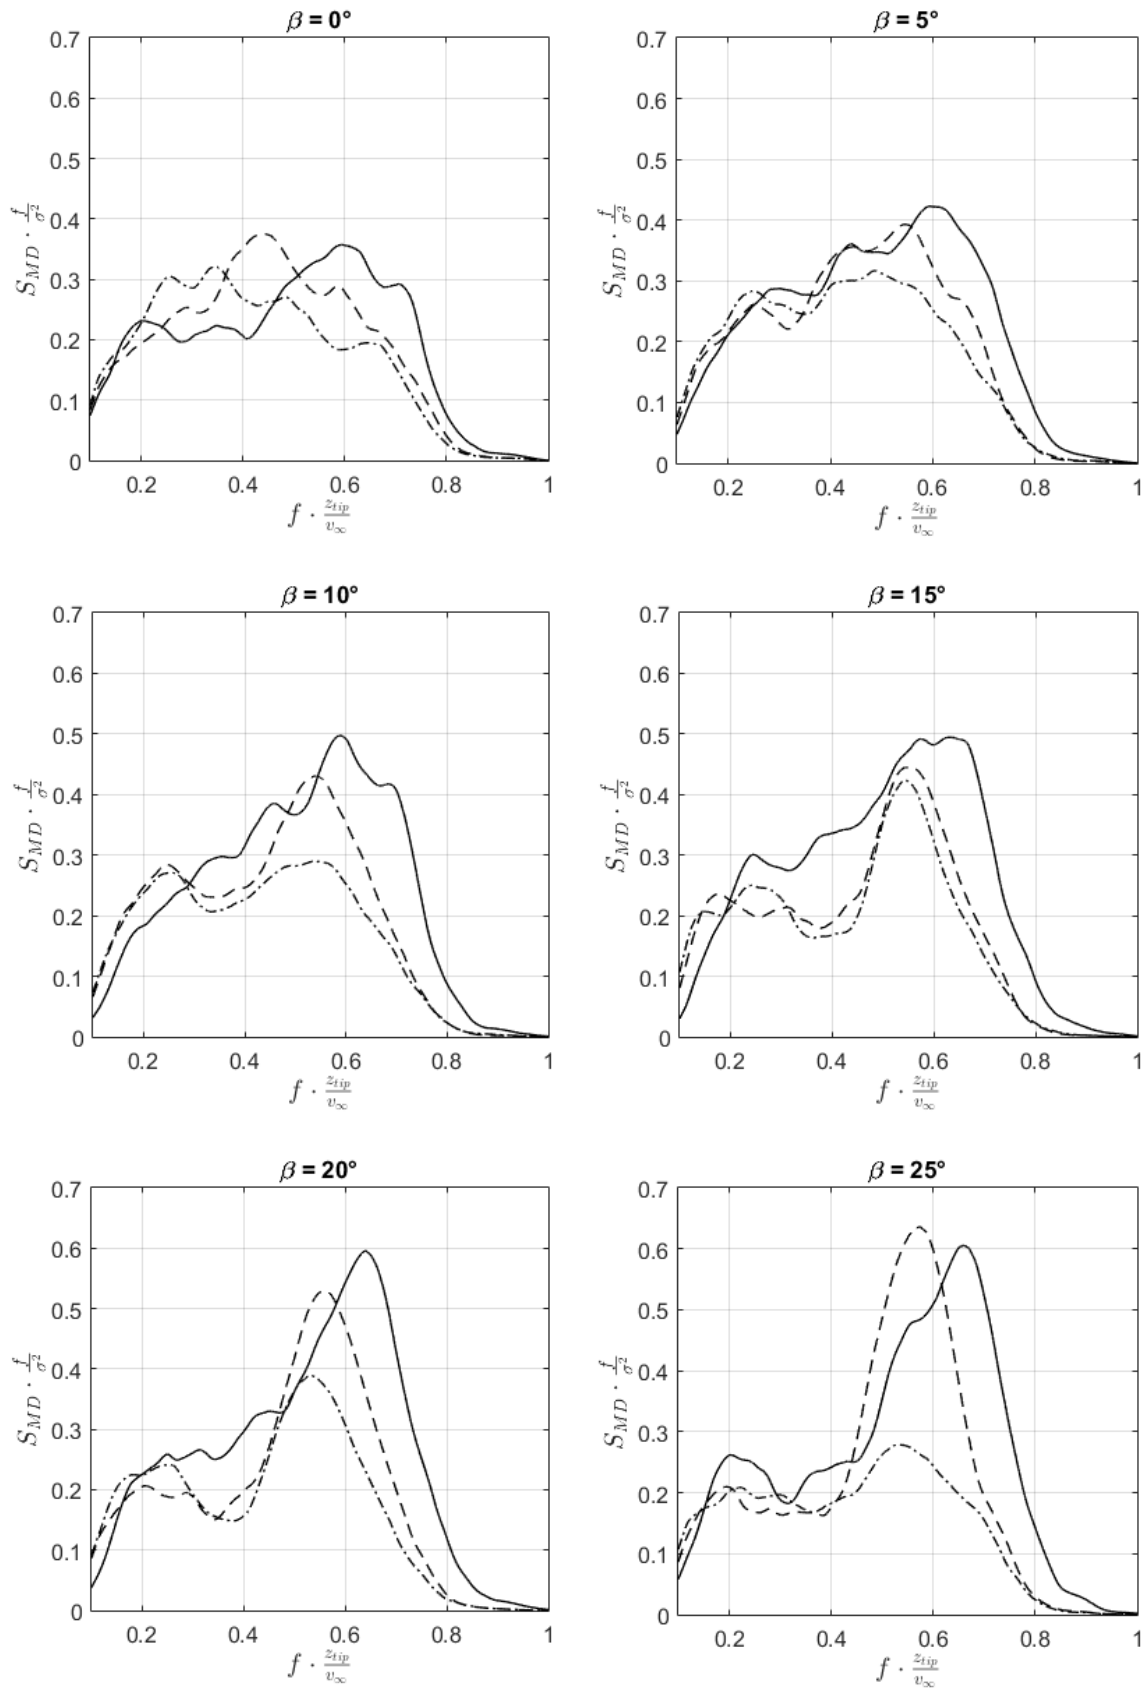 β = 0° β = 5°
0.7 0.7
0.6 0.6
0.5 0.5
0.4 0.4
S_MD · f/σ² S_MD · f/σ²
0.3 0.3
0.2 0.2
0.1 0.1
0 0
0.2 0.4 0.6 0.8 1 0.2 0.4 0.6 0.8 1
f · z_tip/v_∞ f · z_tip/v_∞
β = 10° β = 15°
0.7 0.7
0.6 0.6
0.5 0.5
0.4 0.4
S_MD · f/σ² S_MD · f/σ²
0.3 0.3
0.2 0.2
0.1 0.1
0 0
0.2 0.4 0.6 0.8 1 0.2 0.4 0.6 0.8 1
f · z_tip/v_∞ f · z_tip/v_∞
β = 20° β = 25°
0.7 0.7
0.6 0.6
0.5 0.5
0.4 0.4
S_MD · f/σ² S_MD · f/σ²
0.3 0.3
0.2 0.2
0.1 0.1
0 0
0.2 0.4 0.6 0.8 1 0.2 0.4 0.6 0.8 1
f · z_tip/v_∞ f · z_tip/v_∞